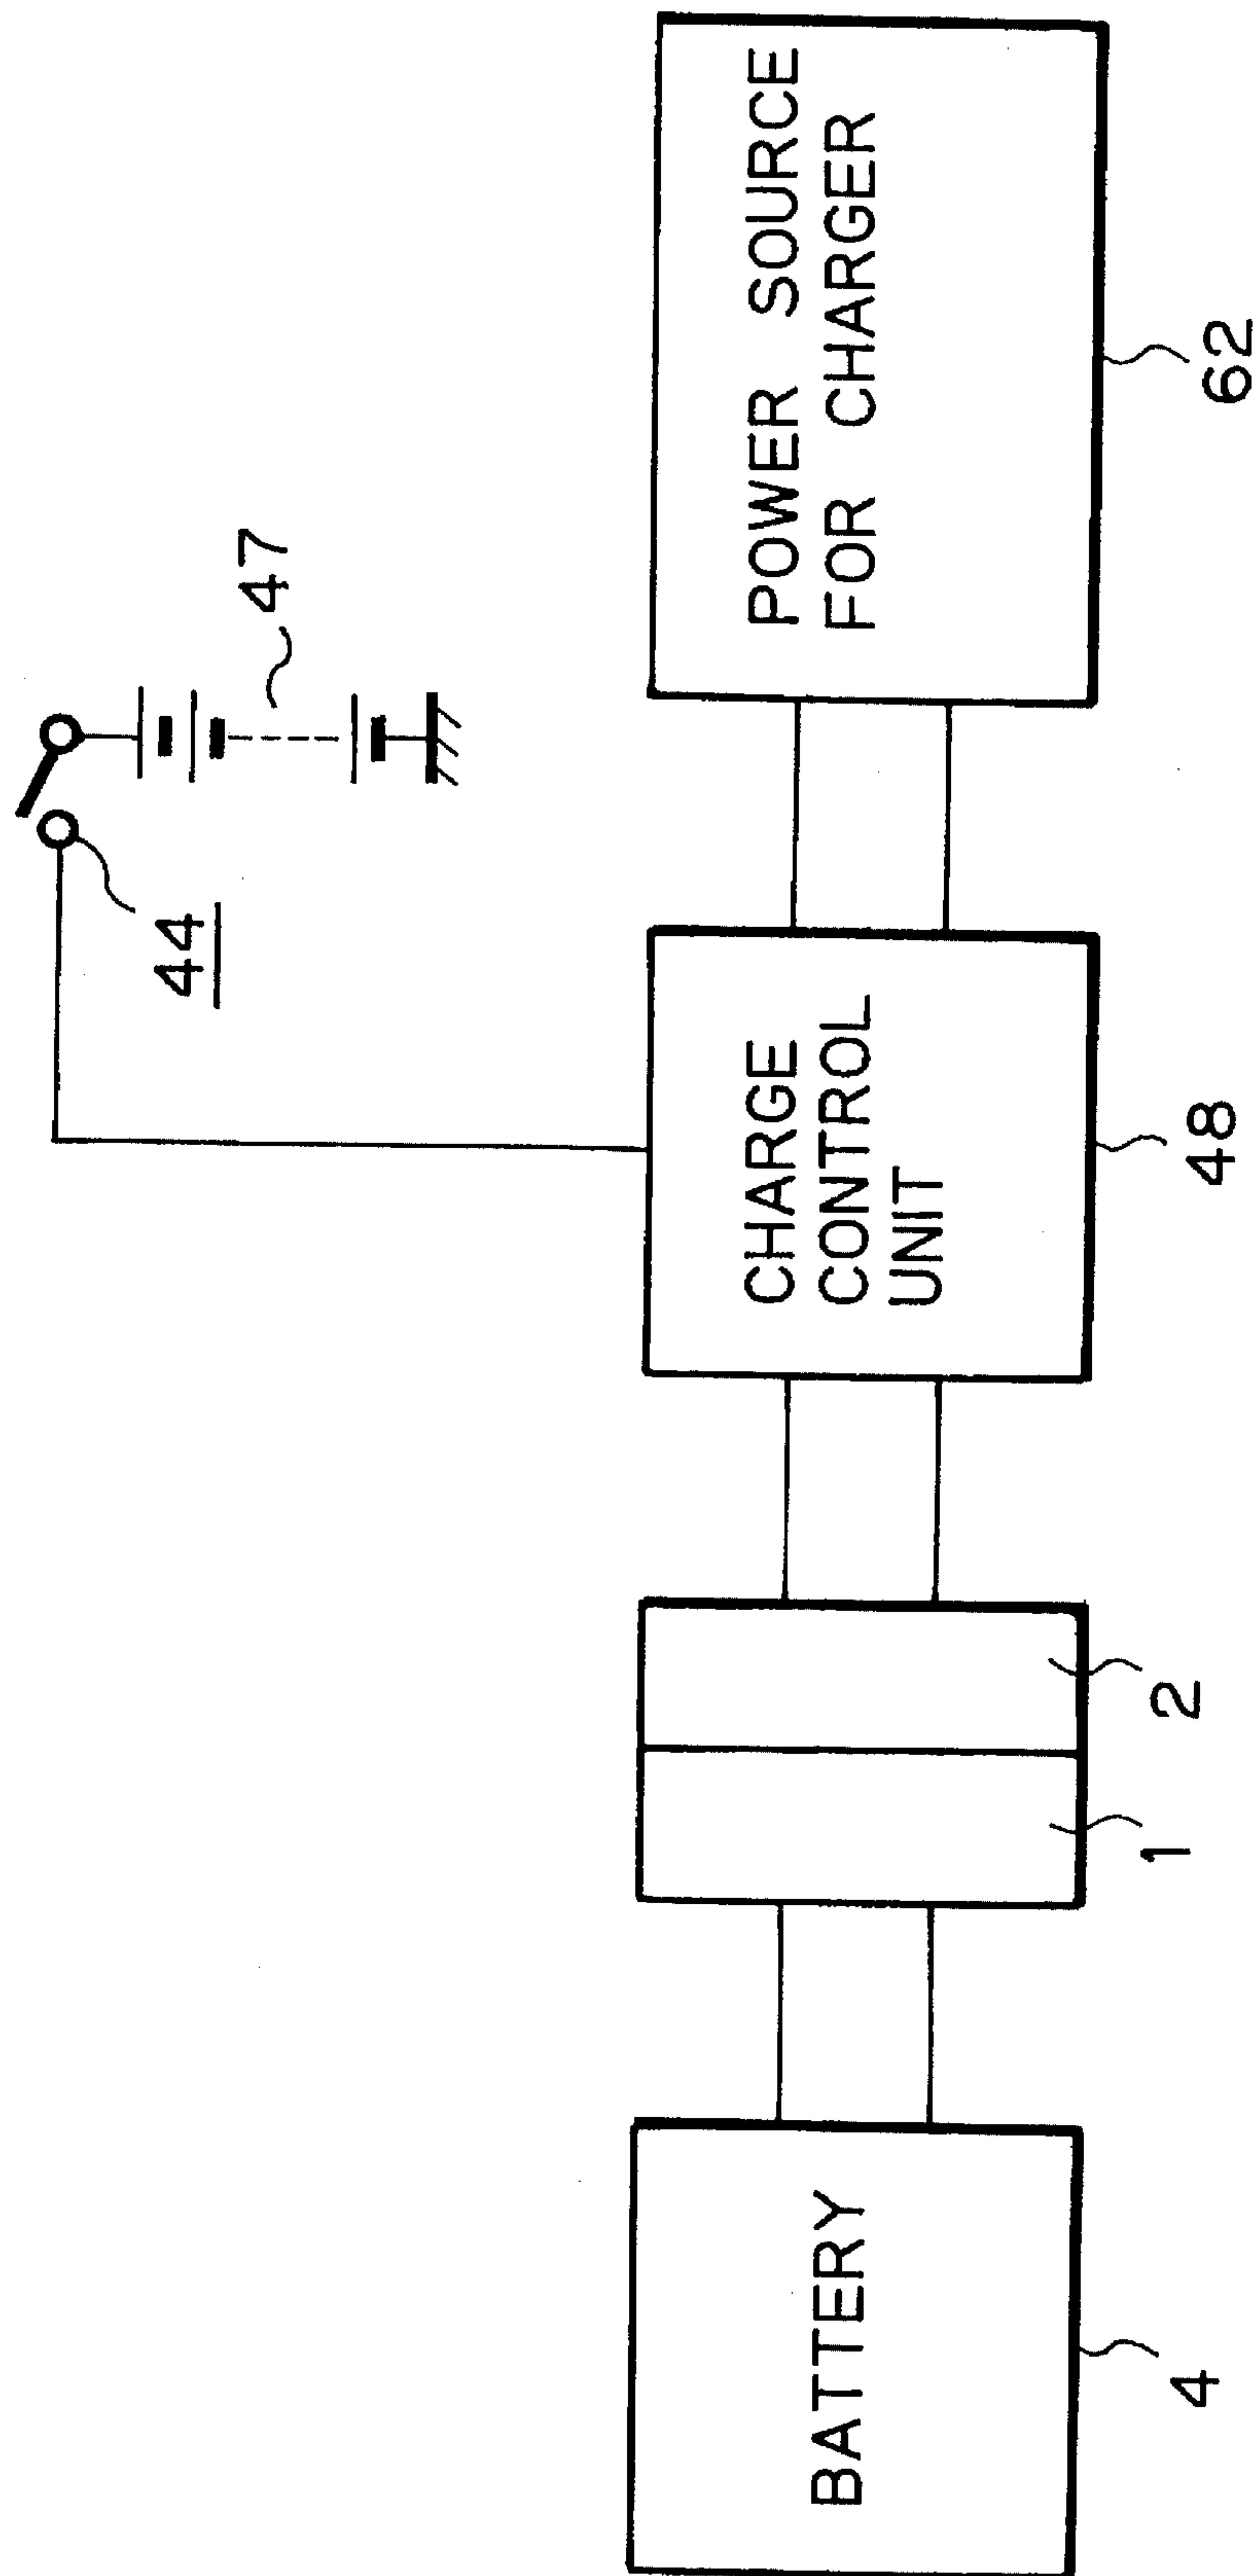 44
47
BATTERY
CHARGE
CONTROL
UNIT
POWER SOURCE
FOR CHARGER
4
1
2
48
62